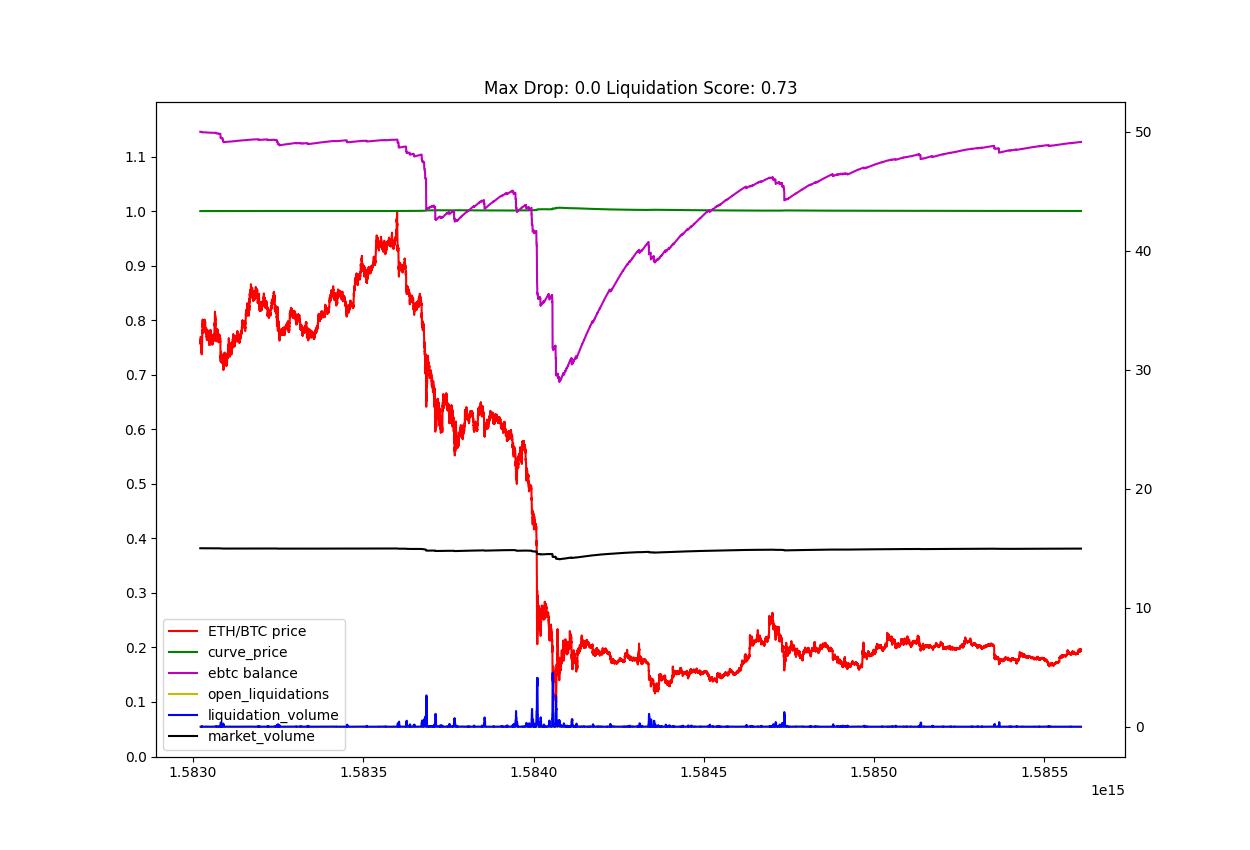 Max Drop: 0.0 Liquidation Score: 0.73
1.1
1.0
0.9
0.8
0.7
0.6
0.5
0.4
0.3
0.2
0.1
0.0
50
40
30
20
10
0
ETH/BTC price
curve_price
ebtc balance
open_liquidations
liquidation_volume
market_volume
1.5830 1.5835 1.5840 1.5845 1.5850 1.5855
1e15